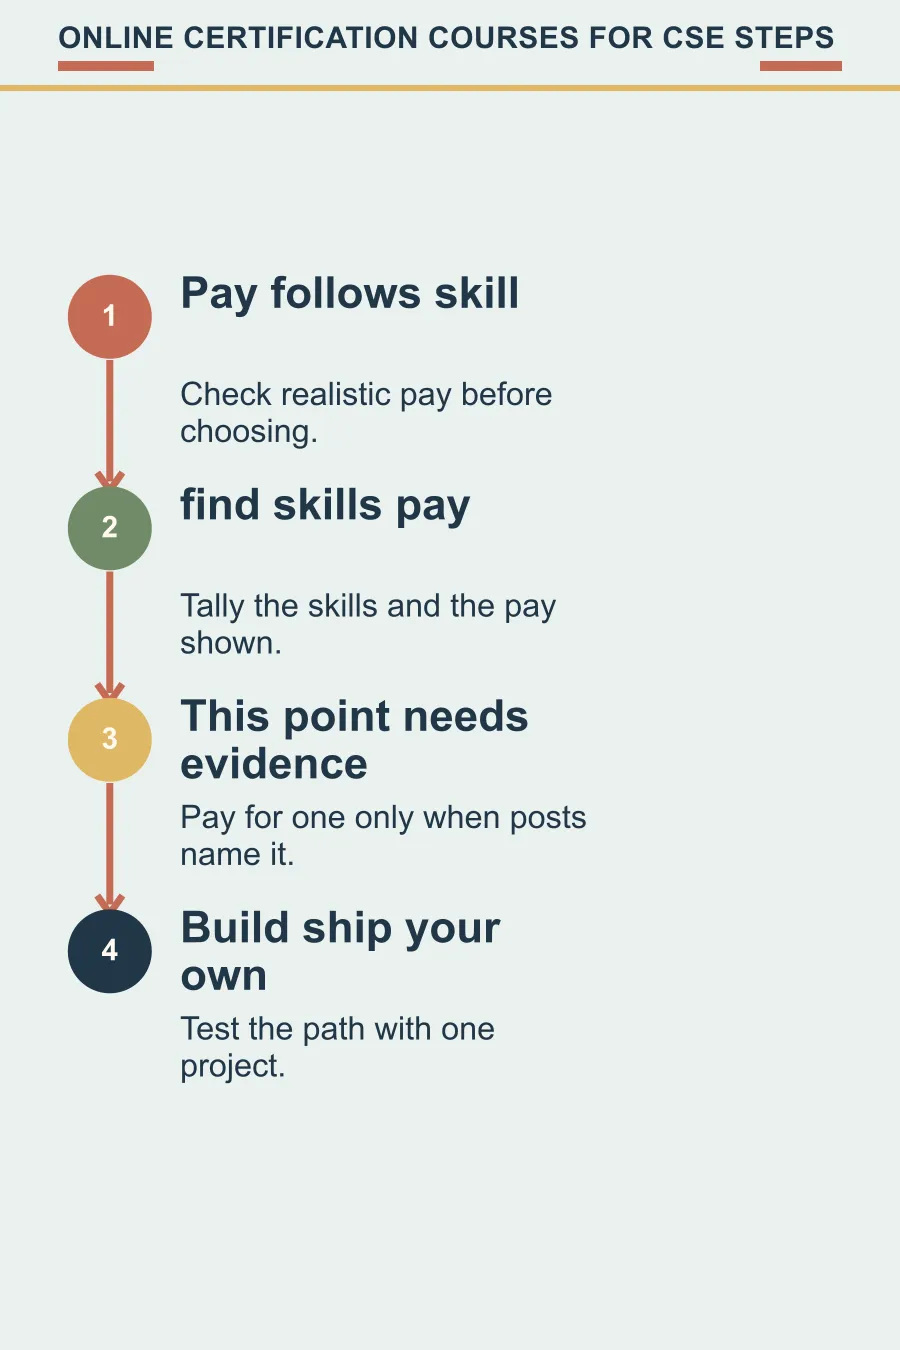 ONLINE CERTIFICATION COURSES FOR CSE STEPS
1
Pay follows skill
Check realistic pay before
choosing.
2
find skills pay
Tally the skills and the pay
shown.
3
This point needs
evidence
Pay for one only when posts
name it.
4
Build ship your
own
Test the path with one
project.